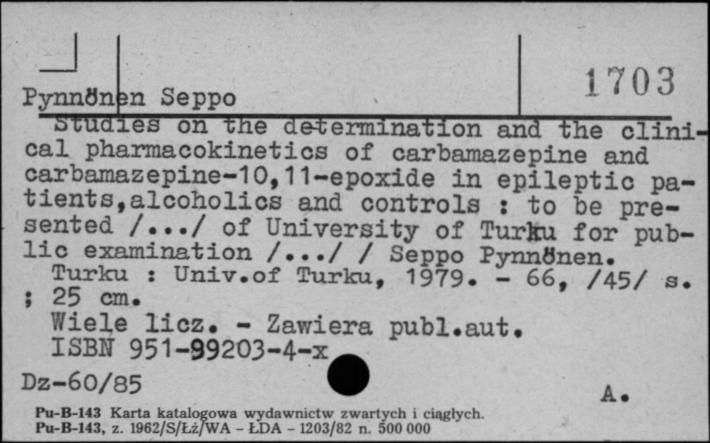 1703
Pynnönen Seppo
Studies on the determination and the clini-
cal pharmacokinetics of carbamazepine and
carbamazepine-10,11-epoxide in epileptic pa-
tients,alcoholics and controls : to be pre-
sented /.../ of University of Turku for pub-
lic examination /.../ / Seppo Pynnönen.
Turku : Univ.of Turku, 1979. - 66, /45/ s.
; 25 cm.
Wiele licz. - Zawiera publ.aut.
ISBN 951-99203-4-x
Dz-60/85
A.
Pu-B-143 Karta katalogowa wydawnictw zwartych i ciągłych.
Pu-B-143, z. 1962/S/Łż/WA - ŁDA - 1203/82 n. 500 000